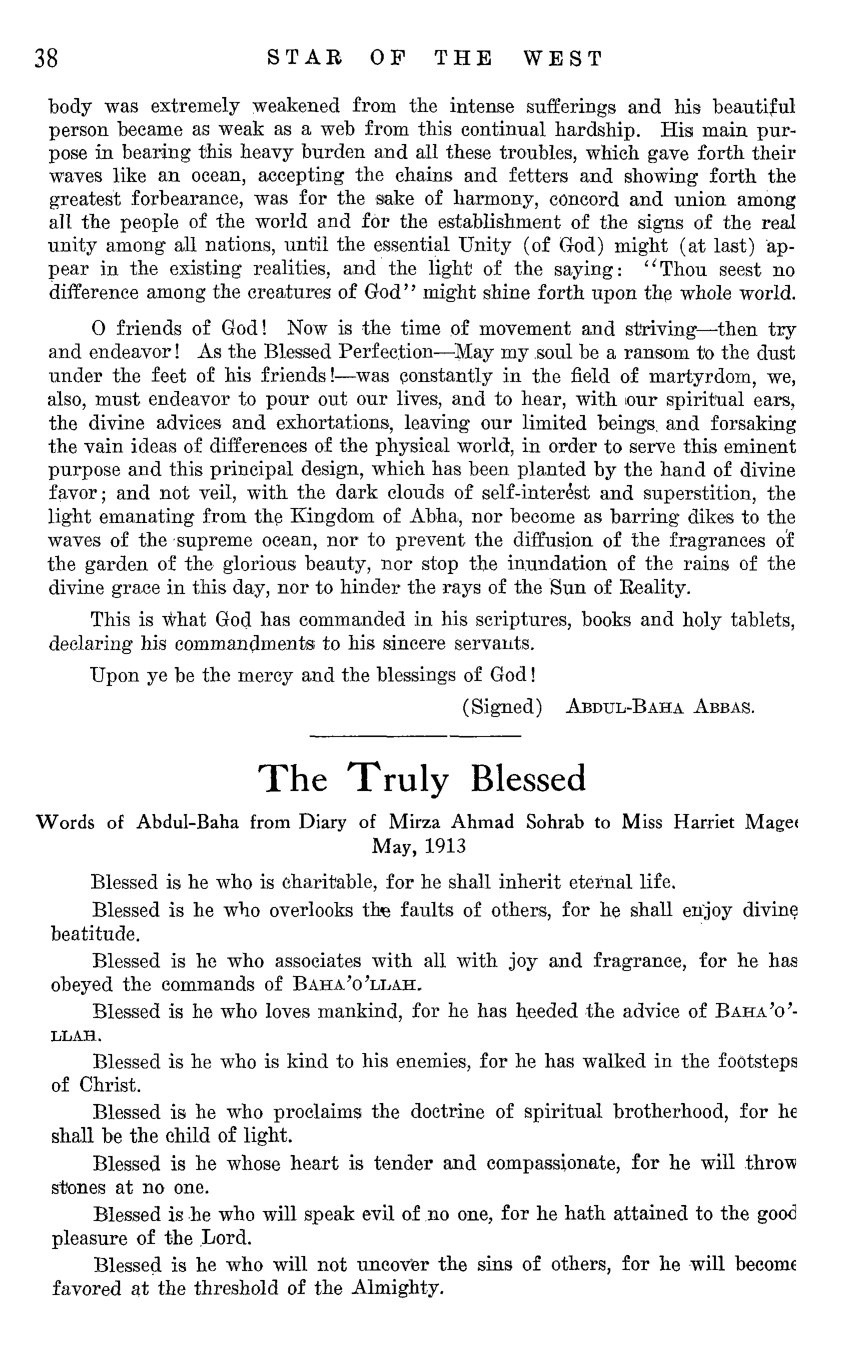 38 STAR OF THE WEST
body was extremely weakened from the intense sufferings and his beautiful
person became as weak as a web from this continual hardship. His main pur-
pose in bearing this heavy burden and all these troubles, which gave forth their
waves like an ocean, accepting the chains and fetters and showing forth the
greatest forbearance, was for the sake of harmony, concord and union among
all the people of the world and for the establishment of the signs of the real
unity among all nations, until the essential Unity (of God) might (at last) ap-
pear in the existing realities, and the light of the saying: "Thou seest no
difference among the creatures of God" might shine forth upon the whole world.
O friends of God! Now is the time of movement and striving—then try
and endeavor! As the Blessed Perfection—May my soul be a ransom to the dust
under the feet of his friends!—was constantly in the field of martyrdom, we,
also, must endeavor to pour out our lives, and to hear, with our spiritual ears,
the divine advices and exhortations, leaving our limited beings and forsaking
the vain ideas of differences of the physical world, in order to serve this eminent
purpose and this principal design, which has been planted by the hand of divine
favor; and not veil, with the dark clouds of self-interest and superstition, the
light emanating from the Kingdom of Abha, nor become as barring dikes to the
waves of the supreme ocean, nor to prevent the diffusion of the fragrances of
the garden of the glorious beauty, nor stop the inundation of the rains of the
divine grace in this day, nor to hinder the rays of the Sun of Reality.
This is what God has commanded in his scriptures, books and holy tablets,
declaring his commandments to his sincere servants.
Upon ye be the mercy and the blessings of God!
(Signed) ABDUL-BAHA ABBAS.
The Truly Blessed
Words of Abdul-Baha from Diary of Mirza Ahmad Sohrab to Miss Harriet Magee
May, 1913
Blessed is he who is charitable, for he shall inherit eternal life.
Blessed is he who overlooks the faults of others, for he shall enjoy divine
beatitude.
Blessed is he who associates with all with joy and fragrance, for he has
obeyed the commands of BAHA'O'LLAH.
Blessed is he who loves mankind, for he has heeded the advice of BAHA'O'-
LLAH.
Blessed is he who is kind to his enemies, for he has walked in the footsteps
of Christ.
Blessed is he who proclaims the doctrine of spiritual brotherhood, for he
shall be the child of light.
Blessed is he whose heart is tender and compassionate, for he will throw
stones at no one.
Blessed is he who will speak evil of no one, for he hath attained to the good
pleasure of the Lord.
Blessed is he who will not uncover the sins of others, for he will become
favored at the threshold of the Almighty.